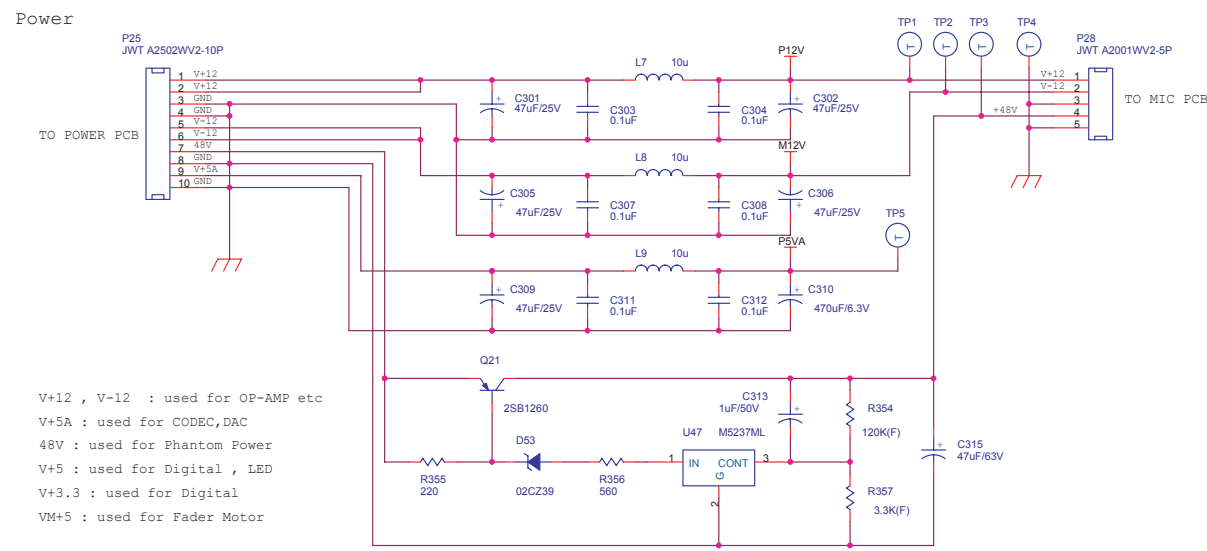 Power
P25
JWT A2502WV2-10P
TO POWER PCB
1 V+12
2 V+12
3 GND
4 GND
5 V-12
6 V-12
7 48V
8 GND
9 V+5A
10 GND
L7 10u
C301
47uF/25V
C303
0.1uF
C304
0.1uF
P12V
C302
47uF/25V
TP1
T
TP2
T
TP3
T
TP4
T
P28
JWT A2001WV2-5P
V+12 1
V-12 2
3
+48V 4
5
TO MIC PCB
L8 10u
M12V
C305
47uF/25V
C307
0.1uF
C308
0.1uF
C306
47uF/25V
TP5
T
L9 10u
P5VA
C309
47uF/25V
C311
0.1uF
C312
0.1uF
C310
470uF/6.3V
Q21
2SB1260
C313
1uF/50V
R354
120K(F)
U47 M5237ML
1 IN CONT 3
G
2
D53
02CZ39
R355
220
R356
560
R357
3.3K(F)
C315
47uF/63V
V+12 , V-12 : used for OP-AMP etc
V+5A : used for CODEC,DAC
48V : used for Phantom Power
V+5 : used for Digital , LED
V+3.3 : used for Digital
VM+5 : used for Fader Motor